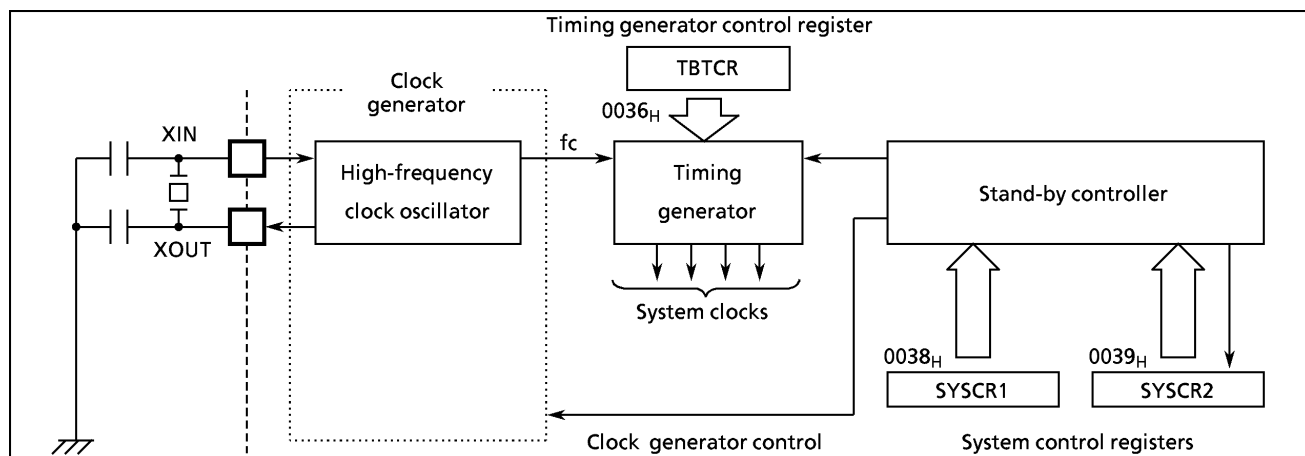 Timing generator control register
TBTCR
Clock
generator
0036H
XIN
fc
High-frequency
clock oscillator
Timing
generator
Stand-by controller
XOUT
System clocks
0038H
0039H
SYSCR1
SYSCR2
Clock generator control
System control registers